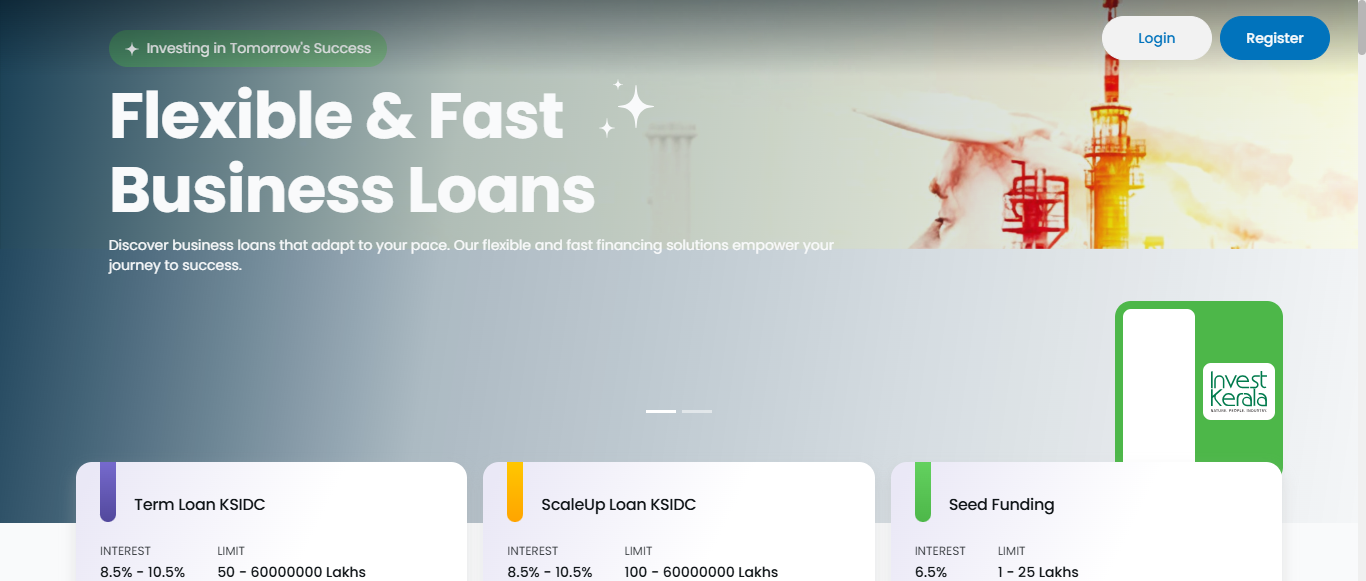 Login
Register
Investing in Tomorrow's Success
Flexible & Fast
Business Loans
Discover business loans that adapt to your pace. Our flexible and fast financing solutions empower your
journey to success.
Invest
Kerala
NATURE. PEOPLE. INDUSTRY.
Term Loan KSIDC
INTEREST
LIMIT
8.5% - 10.5%
50 - 60000000 Lakhs
ScaleUp Loan KSIDC
INTEREST
LIMIT
8.5% - 10.5%
100 - 60000000 Lakhs
Seed Funding
INTEREST
LIMIT
6.5%
1 - 25 Lakhs